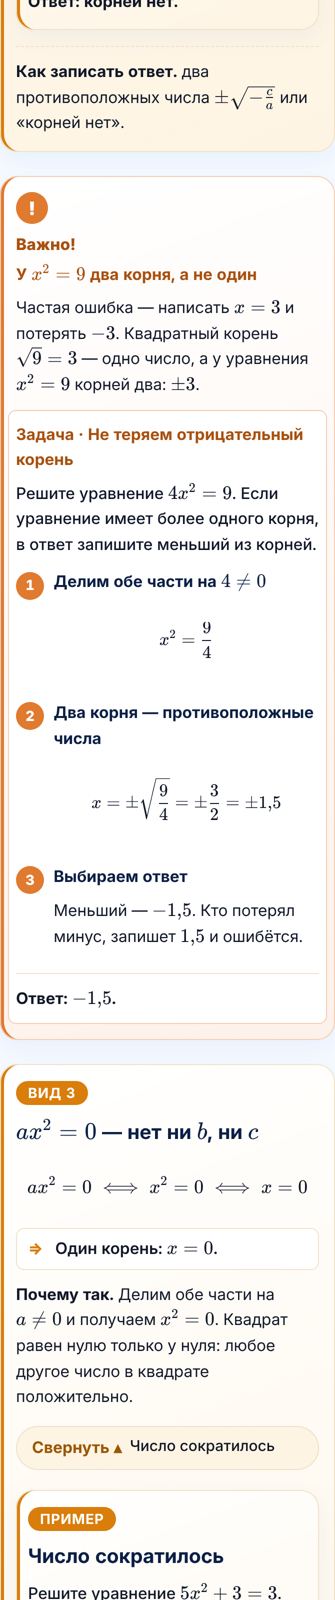 Ответ: корней нет.
Как записать ответ. два
противоположных числа ±√(−c/a) или
«корней нет».
!
Важно!
У x² = 9 два корня, а не один
Частая ошибка — написать x = 3 и
потерять −3. Квадратный корень
√9 = 3 — одно число, а у уравнения
x² = 9 корней два: ±3.
Задача · Не теряем отрицательный
корень
Решите уравнение 4x² = 9. Если
уравнение имеет более одного корня,
в ответ запишите меньший из корней.
1 Делим обе части на 4 ≠ 0
x² = 9/4
2 Два корня — противоположные
числа
x = ±√(9/4) = ±3/2 = ±1,5
3 Выбираем ответ
Меньший — −1,5. Кто потерял
минус, запишет 1,5 и ошибётся.
Ответ: −1,5.
ВИД 3
ax² = 0 — нет ни b, ни c
ax² = 0 ⟺ x² = 0 ⟺ x = 0
⇒ Один корень: x = 0.
Почему так. Делим обе части на
a ≠ 0 и получаем x² = 0. Квадрат
равен нулю только у нуля: любое
другое число в квадрате
положительно.
Свернуть ▴ Число сократилось
ПРИМЕР
Число сократилось
Решите уравнение 5x² + 3 = 3.